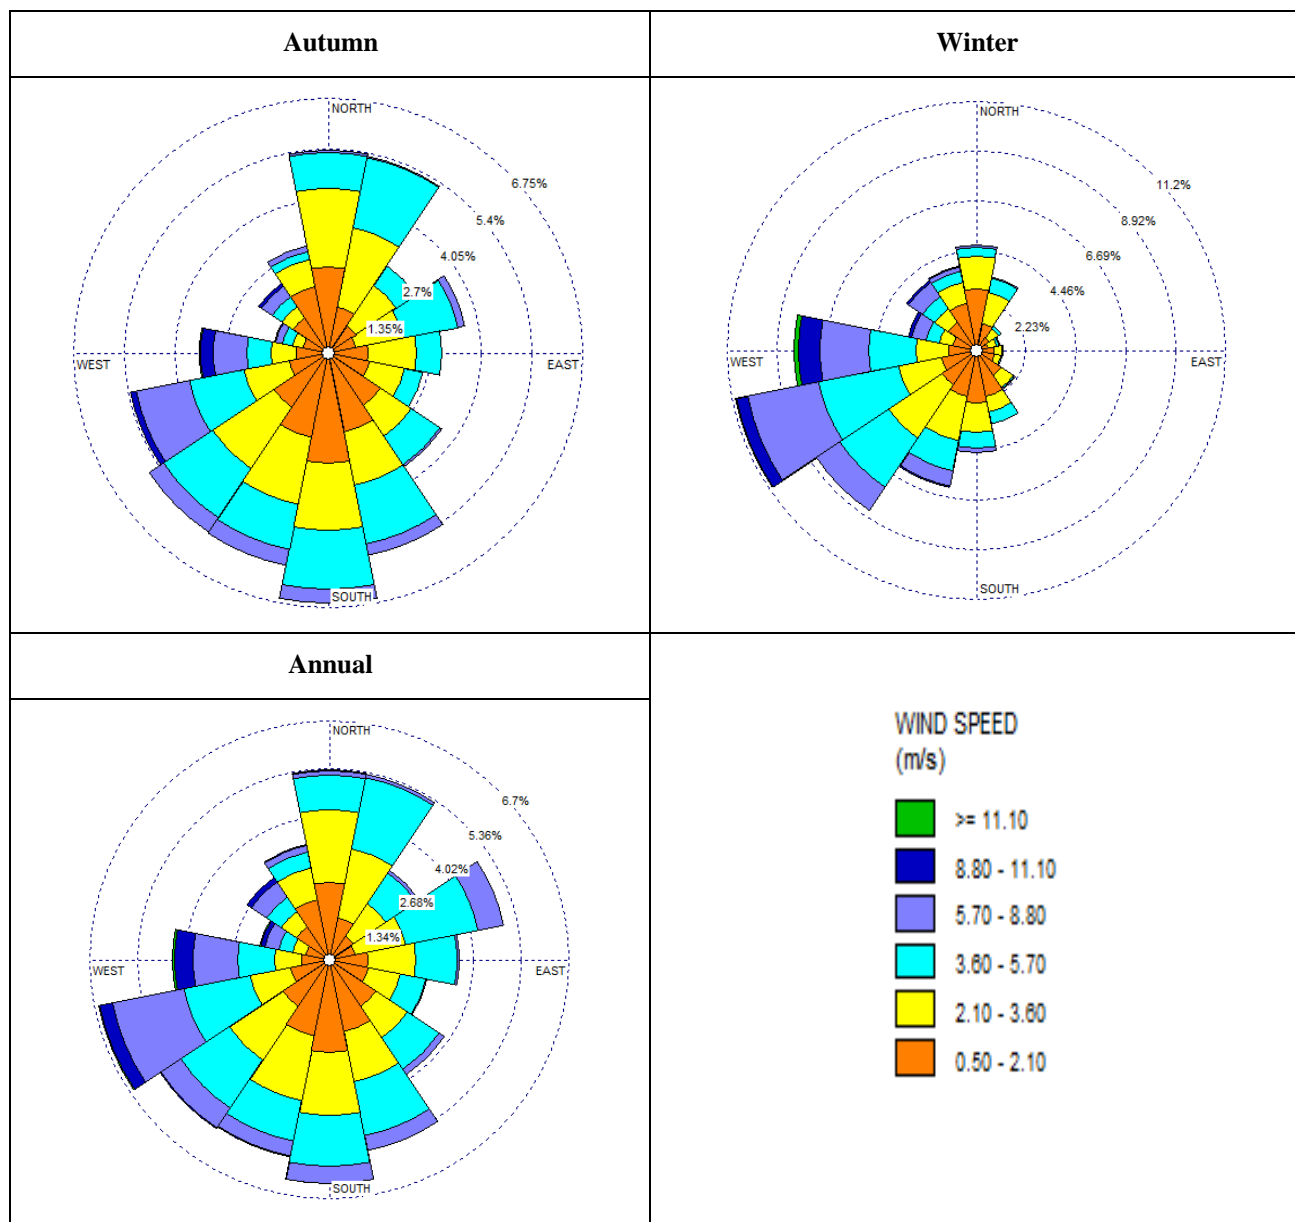 Autumn
Winter
NORTH
6.75%
5.4%
4.05%
2.7%
1.35%
WEST
EAST
SOUTH
NORTH
11.2%
8.92%
6.69%
4.46%
2.23%
WEST
EAST
SOUTH
Annual
NORTH
6.7%
5.36%
4.02%
2.68%
1.34%
WEST
EAST
SOUTH
WIND SPEED
(m/s)
>= 11.10
8.80 - 11.10
5.70 - 8.80
3.60 - 5.70
2.10 - 3.60
0.50 - 2.10